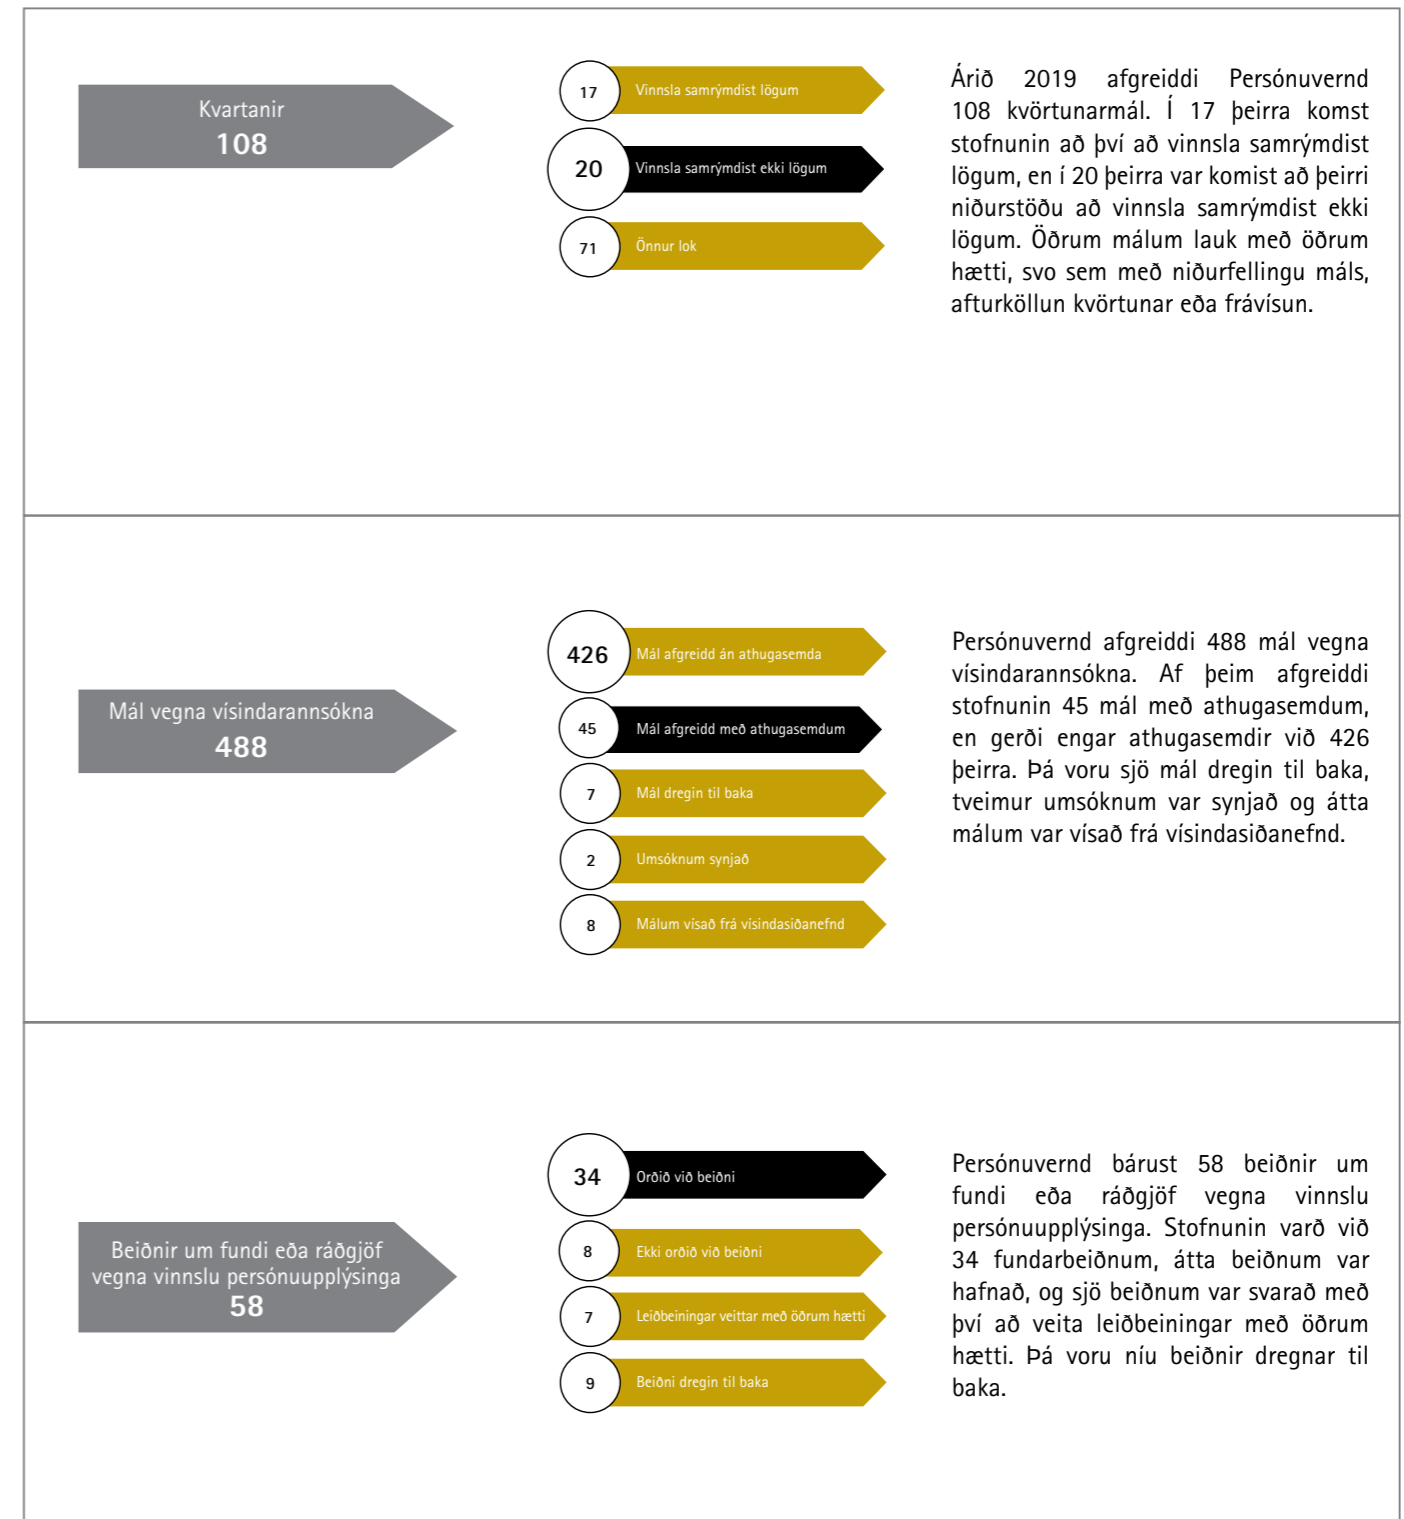 Kvartanir
108
17
Vinnsla samrýmdist lögum
20
Vinnsla samrýmdist ekki lögum
71
Önnur lok
Árið 2019 afgreiddi Persónuvernd
108 kvörtunarmál. Í 17 þeirra komst
stofnunin að því að vinnsla samrýmdist
lögum, en í 20 þeirra var komist að þeirri
niðurstöðu að vinnsla samrýmdist ekki
lögum. Öðrum málum lauk með öðrum
hætti, svo sem með niðurfellingu máls,
afturköllun kvörtunar eða frávísun.
Mál vegna vísindarannsókna
488
426
Mál afgreidd án athugasemda
45
Mál afgreidd með athugasemdum
7
Mál dregin til baka
2
Umsóknum synjað
8
Málum vísað frá vísindasiðanefnd
Persónuvernd afgreiddi 488 mál vegna
vísindarannsókna. Af þeim afgreiddi
stofnunin 45 mál með athugasemdum,
en gerði engar athugasemdir við 426
þeirra. Þá voru sjö mál dregin til baka,
tveimur umsóknum var synjað og átta
málum var vísað frá vísindasiðanefnd.
Beiðnir um fundi eða ráðgjöf
vegna vinnslu persónuupplýsinga
58
34
Orðið við beiðni
8
Ekki orðið við beiðni
7
Leiðbeiningar veittar með öðrum hætti
9
Beiðni dregin til baka
Persónuvernd bárust 58 beiðnir um
fundi eða ráðgjöf vegna vinnslu
persónuupplýsinga. Stofnunin varð við
34 fundarbeiðnum, átta beiðnum var
hafnað, og sjö beiðnum var svarað með
því að veita leiðbeiningar með öðrum
hætti. Þá voru níu beiðnir dregnar til
baka.